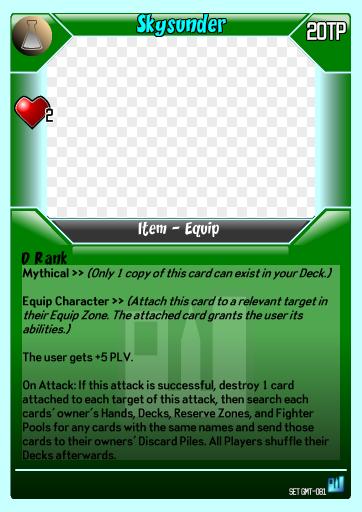 Skysunder
20TP
2
Item - Equip
D Rank
Mythical >> (Only 1 copy of this card can exist in your Deck.)
Equip Character >> (Attach this card to a relevant target in
their Equip Zone. The attached card grants the user its
abilities.)
The user gets +5 PLV.
On Attack: If this attack is successful, destroy 1 card
attached to each target of this attack, then search each
cards' owner's Hands, Decks, Reserve Zones, and Fighter
Pools for any cards with the same names and send those
cards to their owners' Discard Piles. All Players shuffle their
Decks afterwards.
SET GMT-081